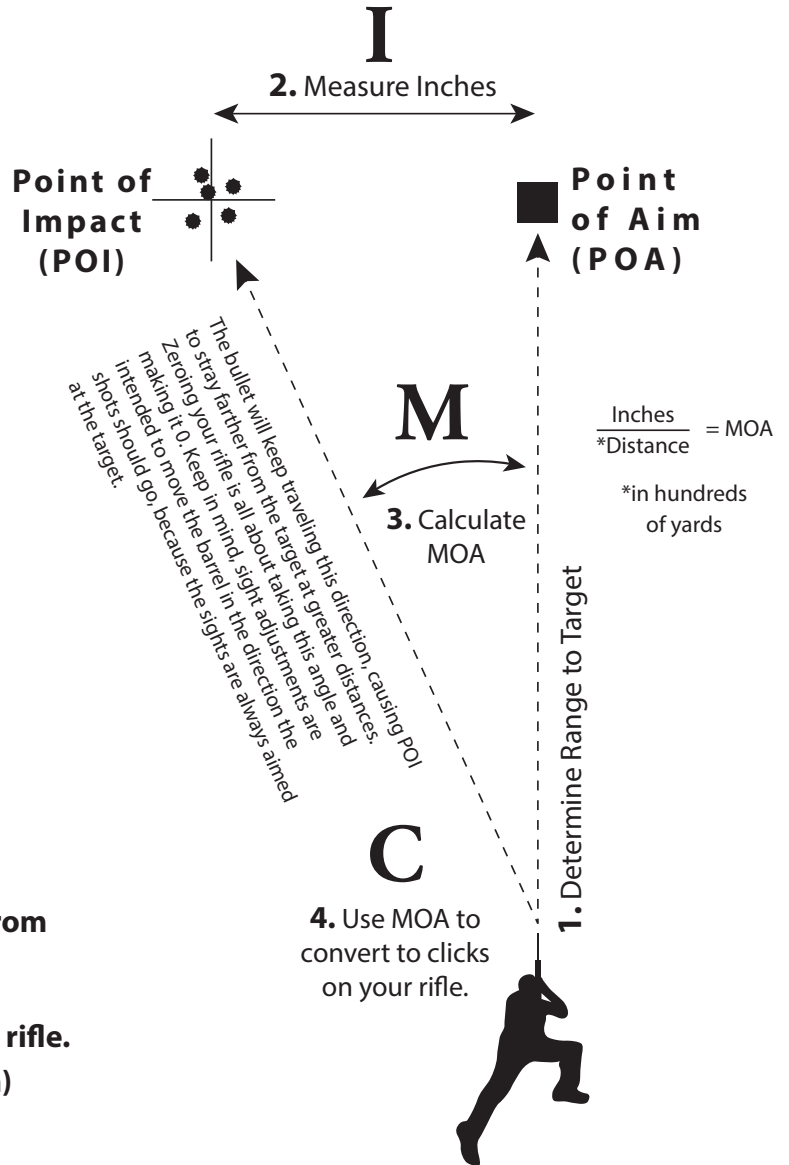 I
2. Measure Inches
Point of
Impact
(POI)
Point
of Aim
(POA)
The bullet will keep traveling this direction, causing POI
to stray farther from the target at greater distances.
Zeroing your rifle is all about taking this angle and
making it 0. Keep in mind, sight adjustments are
intended to move the barrel in the direction the
shots should go, because the sights are always aimed
at the target.
M
3. Calculate
MOA
Inches
*Distance
= MOA
*in hundreds
of yards
1. Determine Range to Target
C
4. Use MOA to
convert to clicks
on your rifle.
rom
rifle.
)